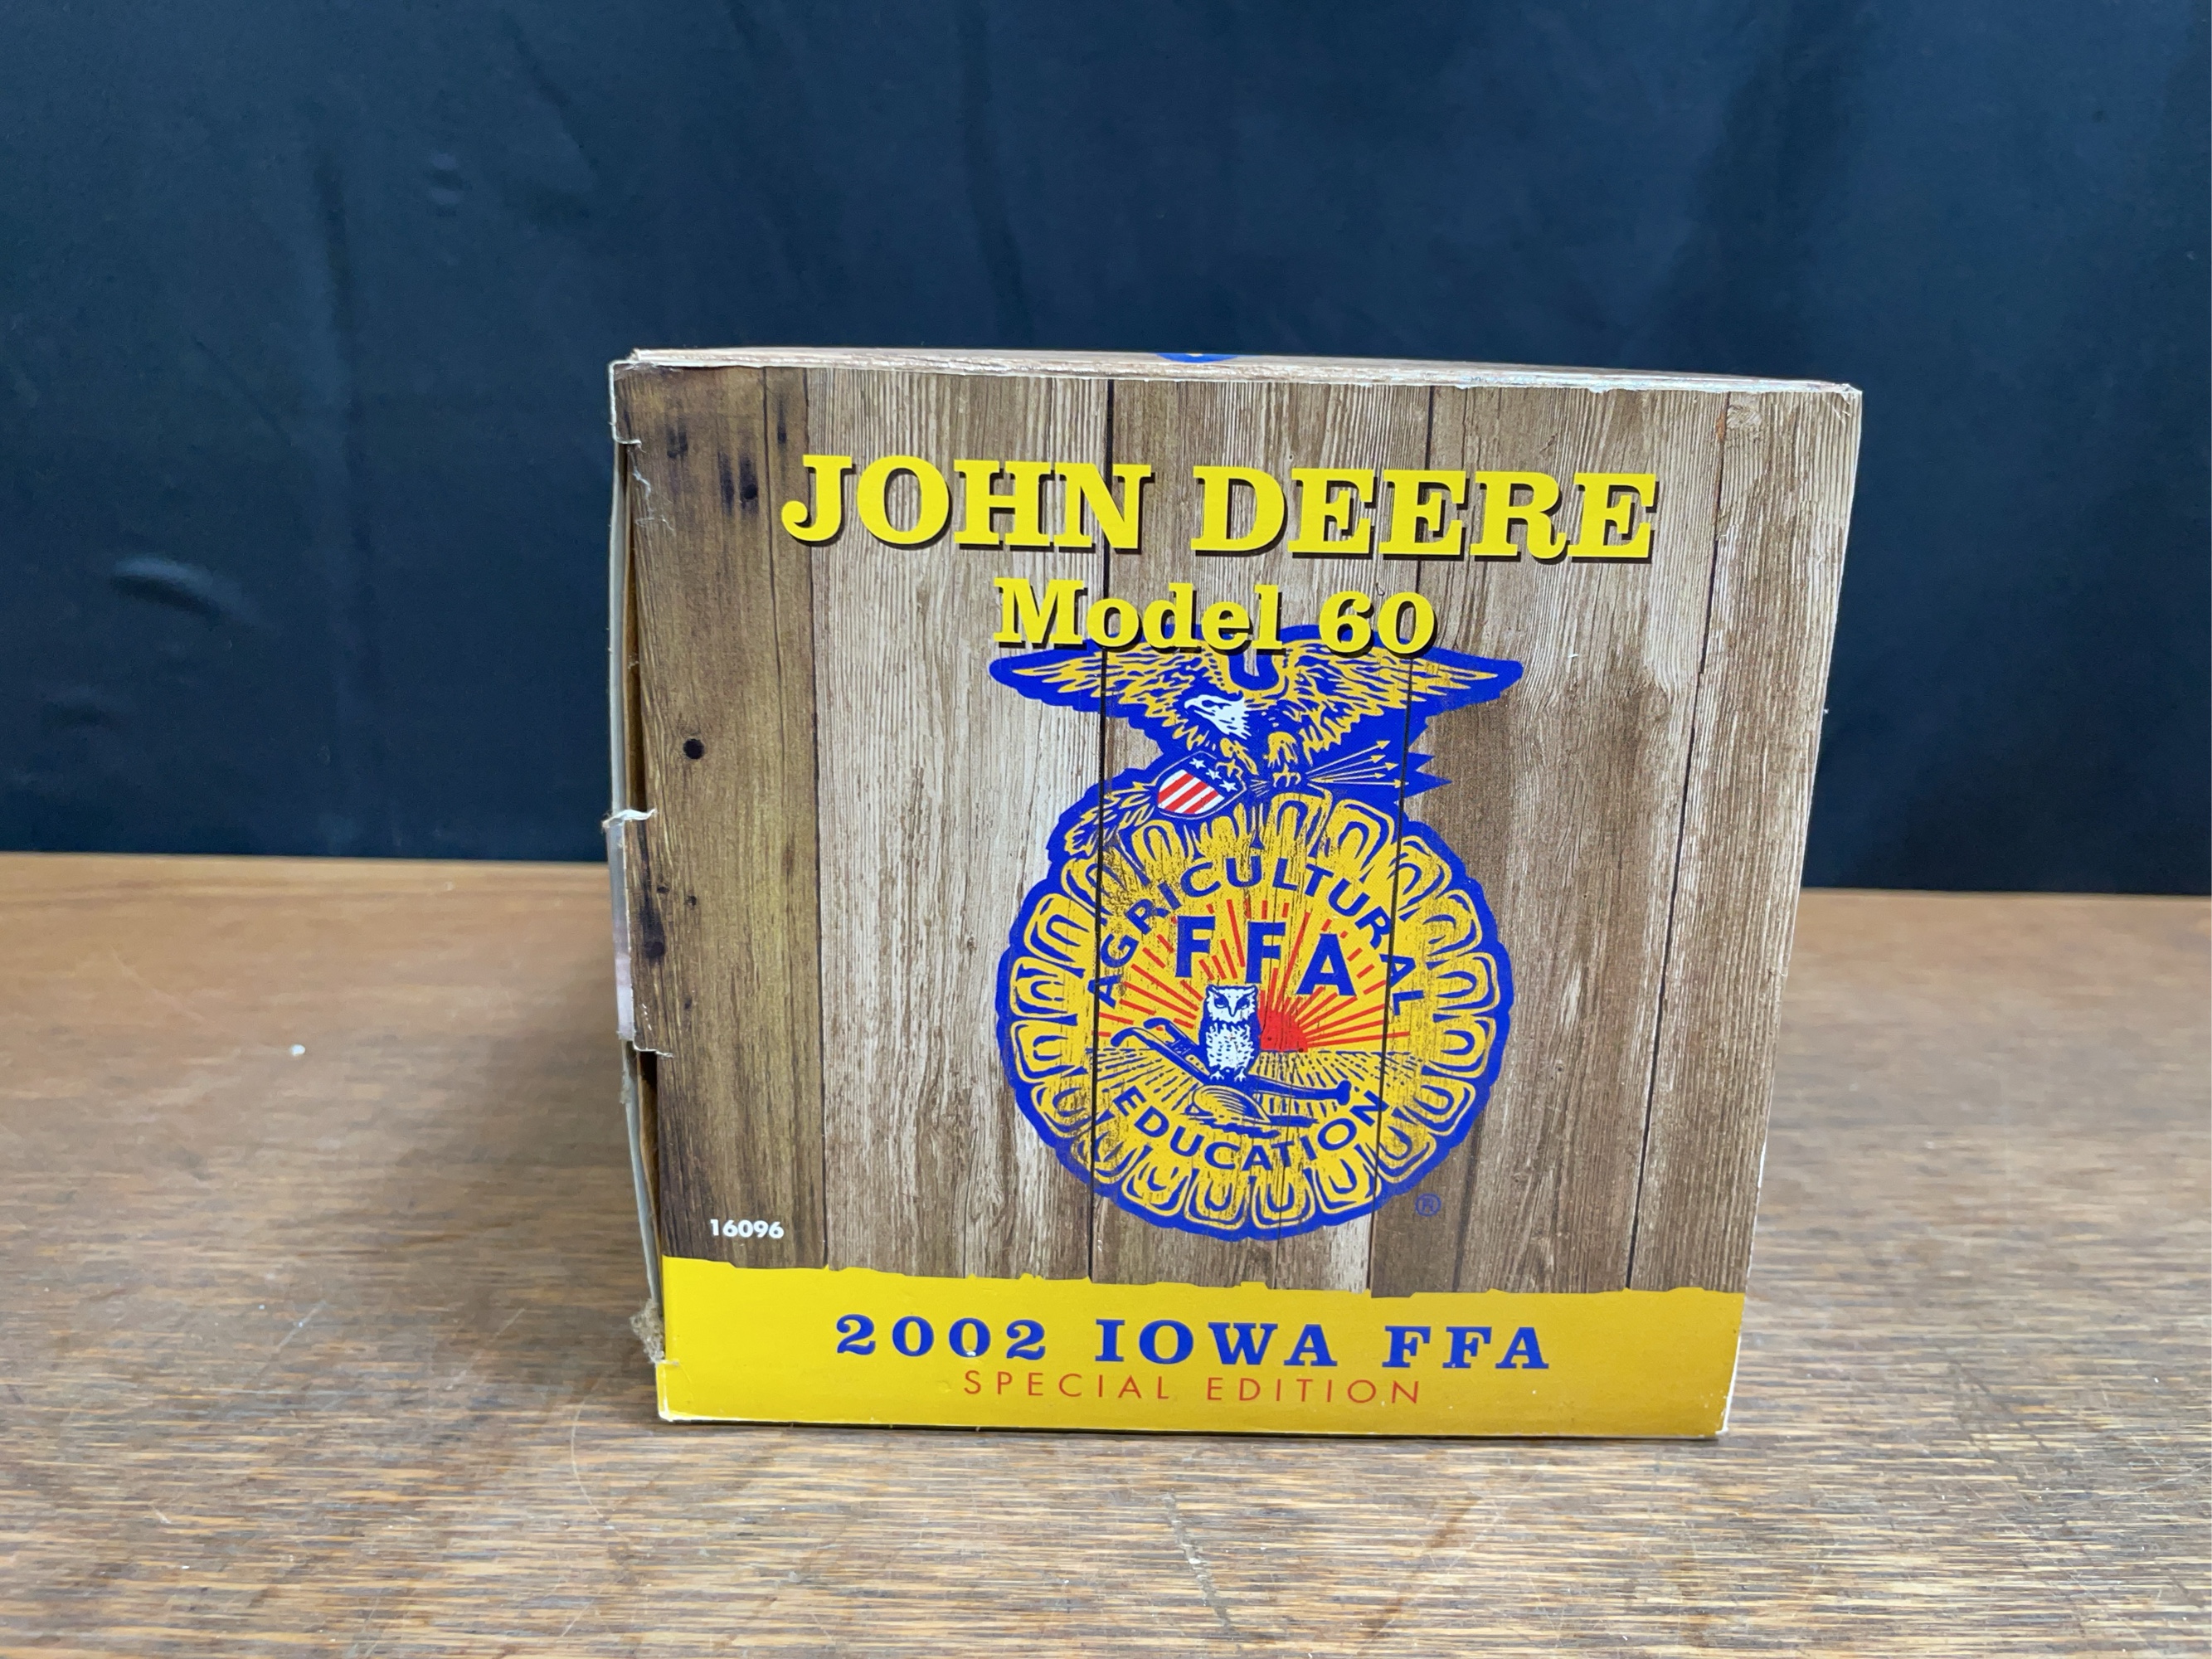 JOHN DEERE
Model 60
AGRICULTURAL
FFA
EDUCATION
®
16096
2002 IOWA FFA
SPECIAL EDITION